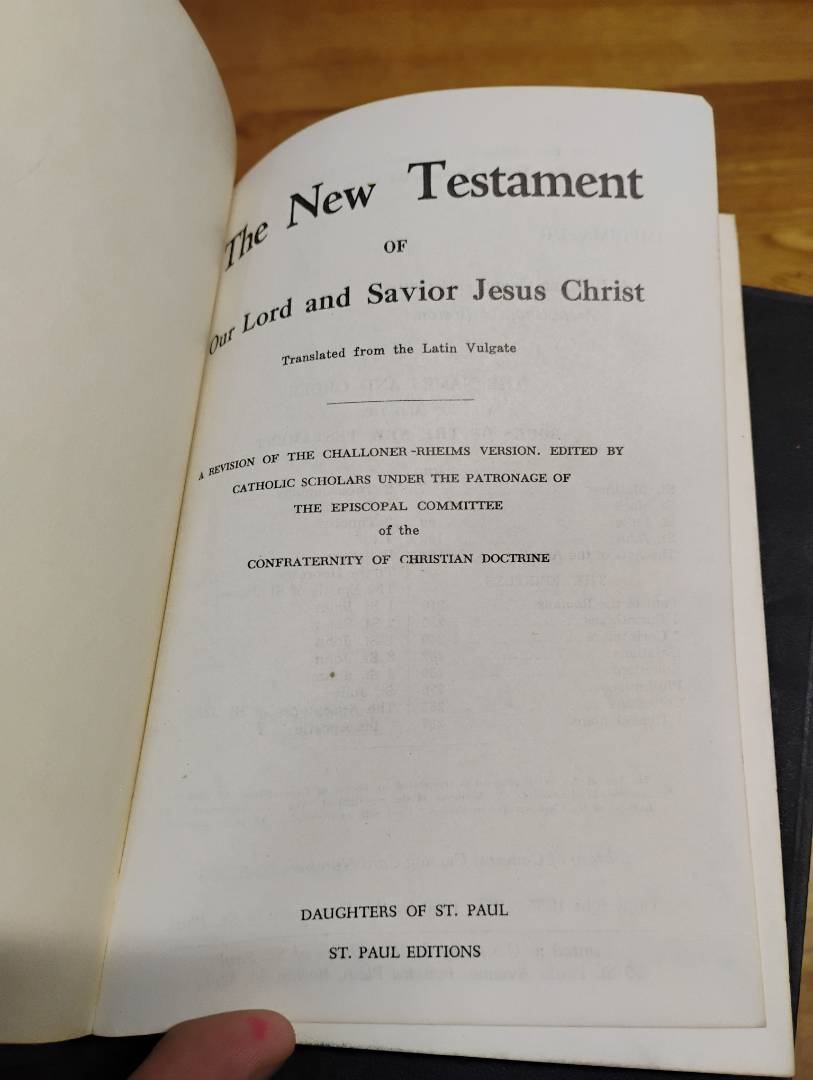 The New Testament
OF
Our Lord and Savior Jesus Christ
Translated from the Latin Vulgate
A REVISION OF THE CHALLONER-RHEIMS VERSION. EDITED BY
CATHOLIC SCHOLARS UNDER THE PATRONAGE OF
THE EPISCOPAL COMMITTEE
of the
CONFRATERNITY OF CHRISTIAN DOCTRINE
DAUGHTERS OF ST. PAUL
ST. PAUL EDITIONS